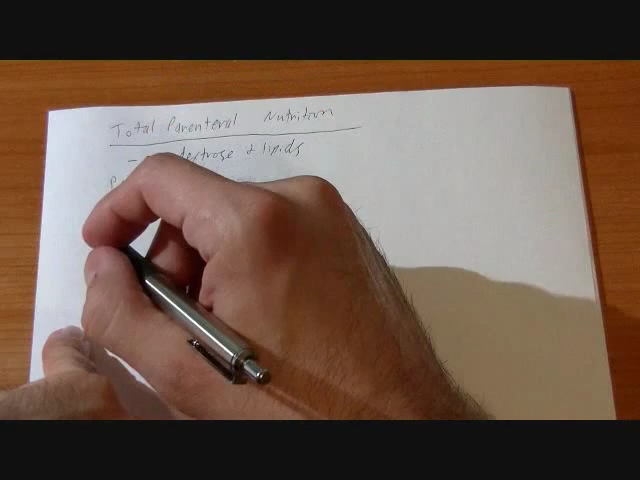 Total Parenteral Nutrition
- dextrose & lipids